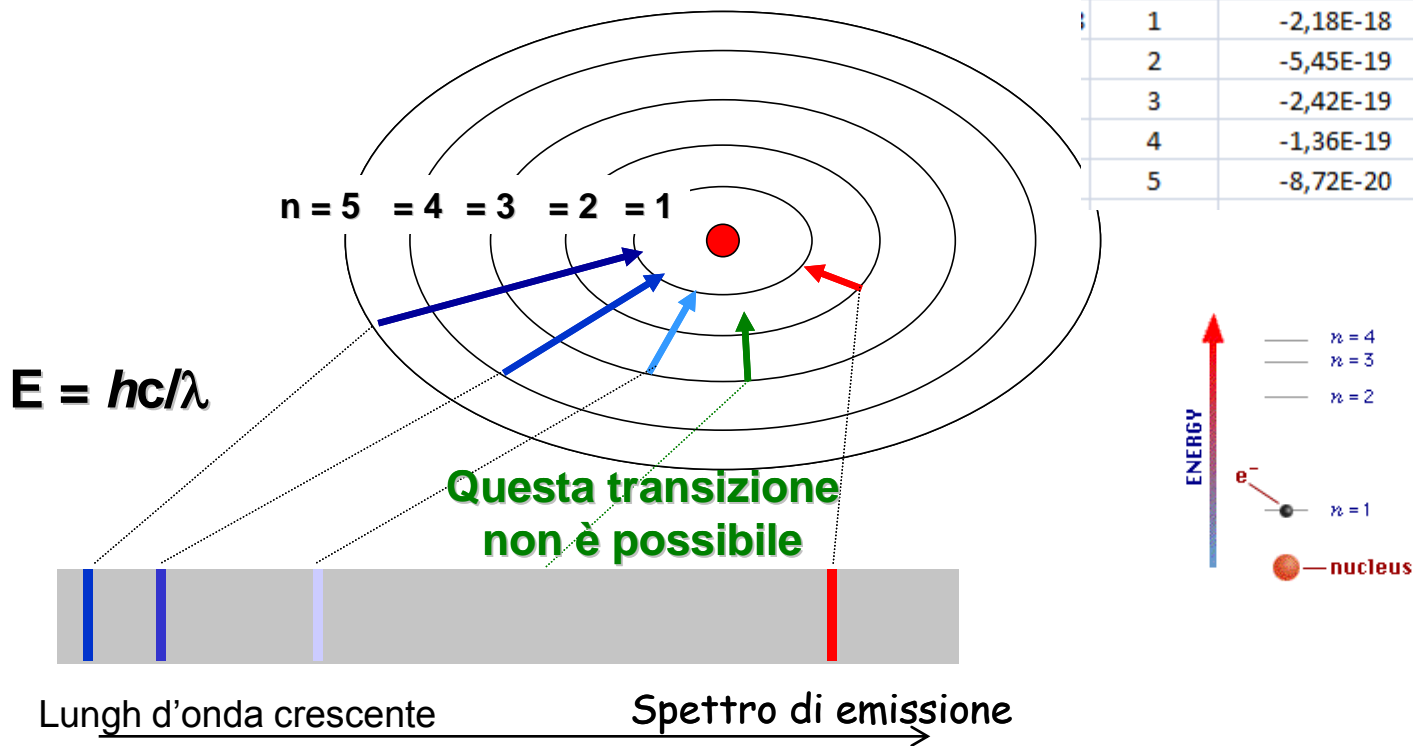 1 -2,18E-18
2 -5,45E-19
3 -2,42E-19
4 -1,36E-19
5 -8,72E-20
n = 5 = 4 = 3 = 2 = 1
E = hc/λ
Questa transizione
non è possibile
Lungh d’onda crescente
Spettro di emissione
ENERGY
n = 4
n = 3
n = 2
e⁻
n = 1
nucleus